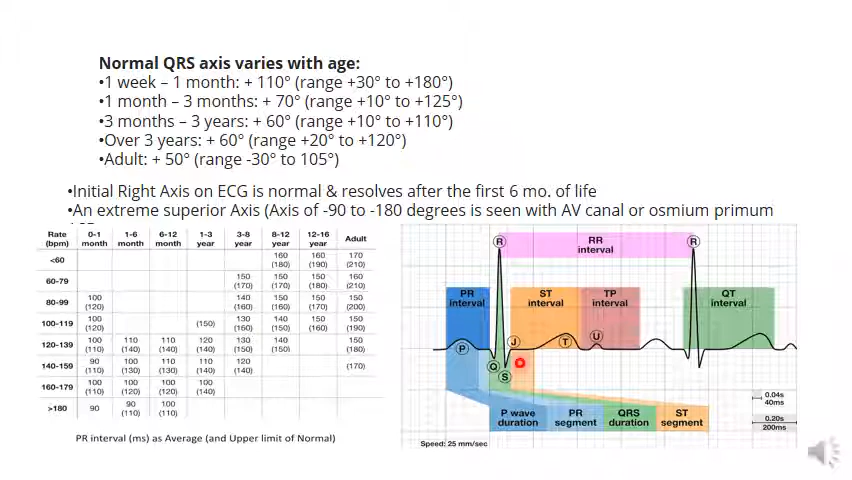 Normal QRS axis varies with age:
•1 week – 1 month: + 110° (range +30° to +180°)
•1 month – 3 months: + 70° (range +10° to +125°)
•3 months – 3 years: + 60° (range +10° to +110°)
•Over 3 years: + 60° (range +20° to +120°)
•Adult: + 50° (range -30° to 105°)
•Initial Right Axis on ECG is normal & resolves after the first 6 mo. of life
•An extreme superior Axis (Axis of -90 to -180 degrees is seen with AV canal or osmium primum
Rate (bpm) 0-1 month 1-6 month 6-12 month 1-3 year 3-8 year 8-12 year 12-16 year Adult
<60 160 (180) 160 (190) 170 (210)
60-79 150 (170) 150 (170) 150 (180) 160 (210)
80-99 100 (120) 140 (160) 150 (160) 150 (170) 150 (200)
100-119 100 (120) (150) 130 (160) 140 (150) 150 (160) 150 (190)
120-139 100 (110) 110 (140) 110 (140) 120 (140) 130 (150) 140 (150) 150 (180)
140-159 90 (110) 100 (130) 110 (130) 110 (140) 120 (140) (170)
160-179 100 (110) 100 (120) 100 (120) 100 (140)
>180 90 90 (110) 100 (110)
PR interval (ms) as Average (and Upper limit of Normal)
R
RR interval
R
PR interval
ST interval
TP interval
QT interval
P
Q
S
J
T
U
P wave duration
PR segment
QRS duration
ST segment
0.04s
40ms
0.20s
200ms
Speed: 25 mm/sec